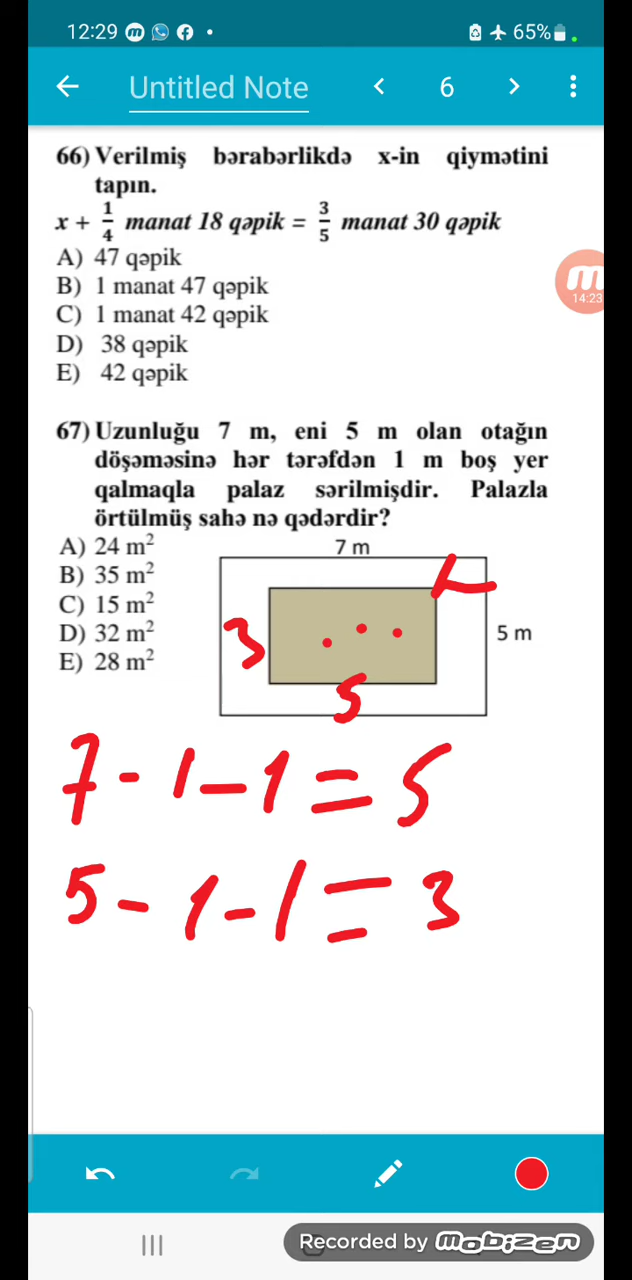 12:29 65%
Untitled Note < 6 >
66) Verilmiş bərabərlikdə x-in qiymətini
tapın.
x + 1/4 manat 18 qəpik = 3/5 manat 30 qəpik
A) 47 qəpik
B) 1 manat 47 qəpik
C) 1 manat 42 qəpik
D) 38 qəpik
E) 42 qəpik
14:23
67) Uzunluğu 7 m, eni 5 m olan otağın
döşəməsinə hər tərəfdən 1 m boş yer
qalmaqla palaz sərilmişdir. Palazla
örtülmüş sahə nə qədərdir?
A) 24 m²
B) 35 m²
C) 15 m²
D) 32 m²
E) 28 m²
7 m
5 m
3
5
7 - 1 - 1 = 5
5 - 1 - 1 = 3
Recorded by mobizen